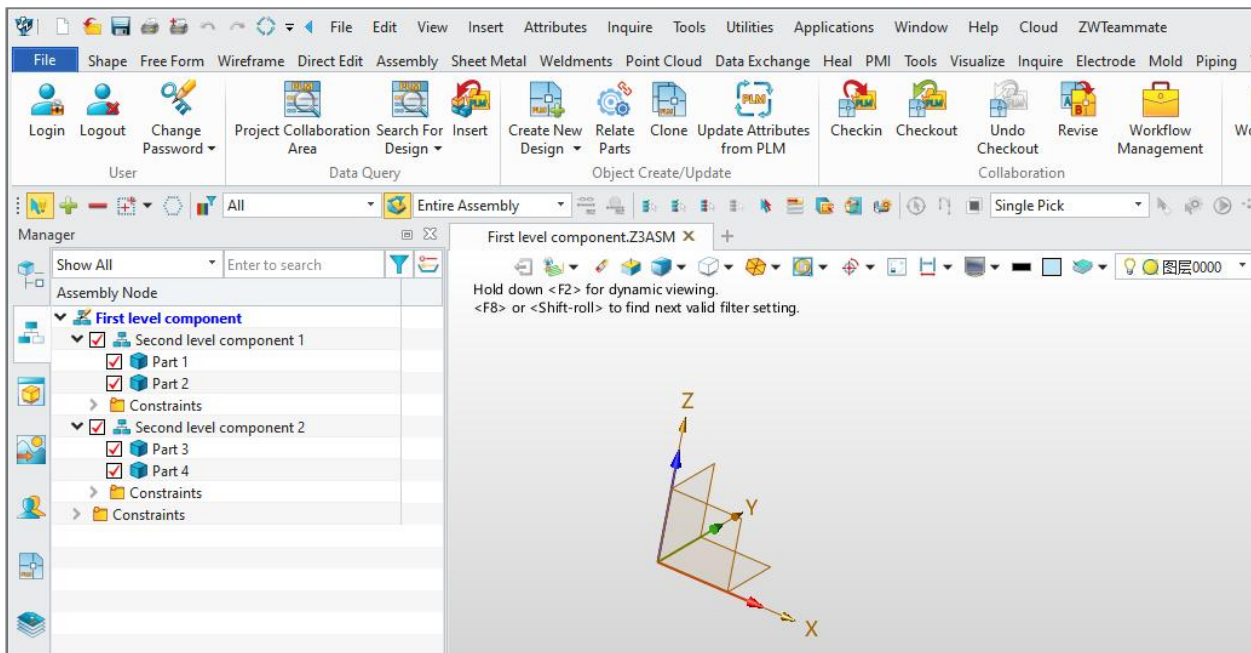 File Edit View Insert Attributes Inquire Tools Utilities Applications Window Help Cloud ZWTeammate
File Shape Free Form Wireframe Direct Edit Assembly Sheet Metal Weldments Point Cloud Data Exchange Heal PMI Tools Visualize Inquire Electrode Mold Piping
Login Logout Change Project Collaboration Search For Insert Create New Relate Clone Update Attributes Checkin Checkout Undo Revise Workflow
Password Area Design Design Parts from PLM Checkout Management
User Data Query Object Create/Update Collaboration
All Entire Assembly Single Pick
Manager First level component.Z3ASM
Show All Enter to search 图层0000
Assembly Node Hold down <F2> for dynamic viewing.
<F8> or <Shift-roll> to find next valid filter setting.
First level component
Second level component 1
Part 1
Part 2
Constraints
Second level component 2
Part 3
Part 4
Constraints
Constraints
Z
Y
X